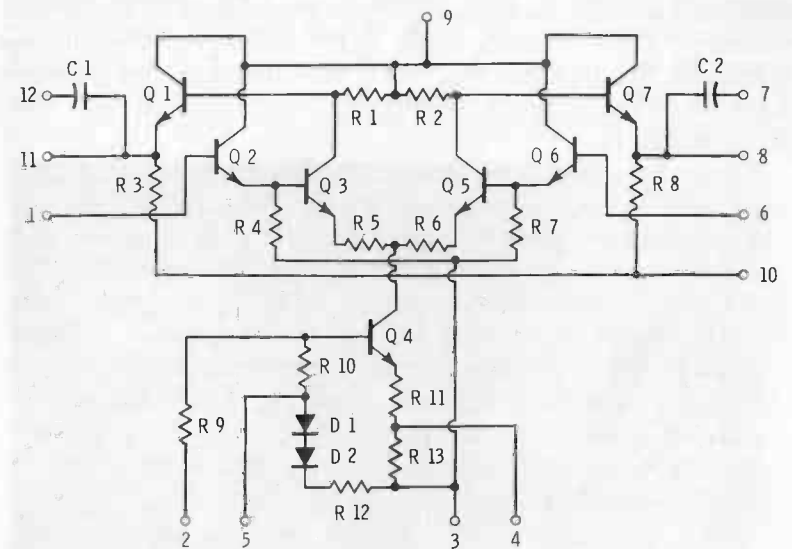 9
C 1
Q 1
Q 7
C 2
12
7
R 1
R 2
11
Q 2
Q 3
Q 5
Q 6
8
R 3
R 8
1
R 4
R 5
R 6
R 7
6
10
Q 4
R 10
R 11
R 9
D 1
D 2
R 13
R 12
2
5
3
4